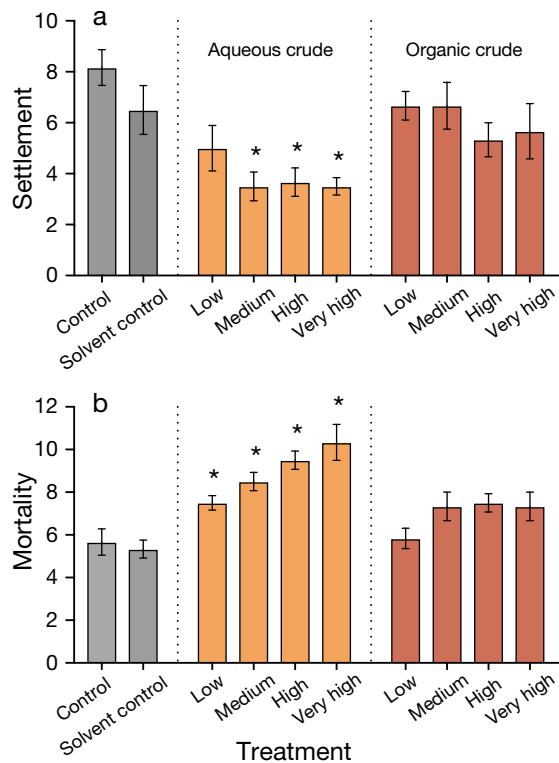 a
Aqueous crude
Organic crude
10
8
6
4
2
0
Settlement
*
*
*
Control
Solvent control
Low
Medium
High
Very high
Low
Medium
High
Very high
b
12
10
8
6
4
2
0
Mortality
*
*
*
*
Control
Solvent control
Low
Medium
High
Very high
Low
Medium
High
Very high
Treatment